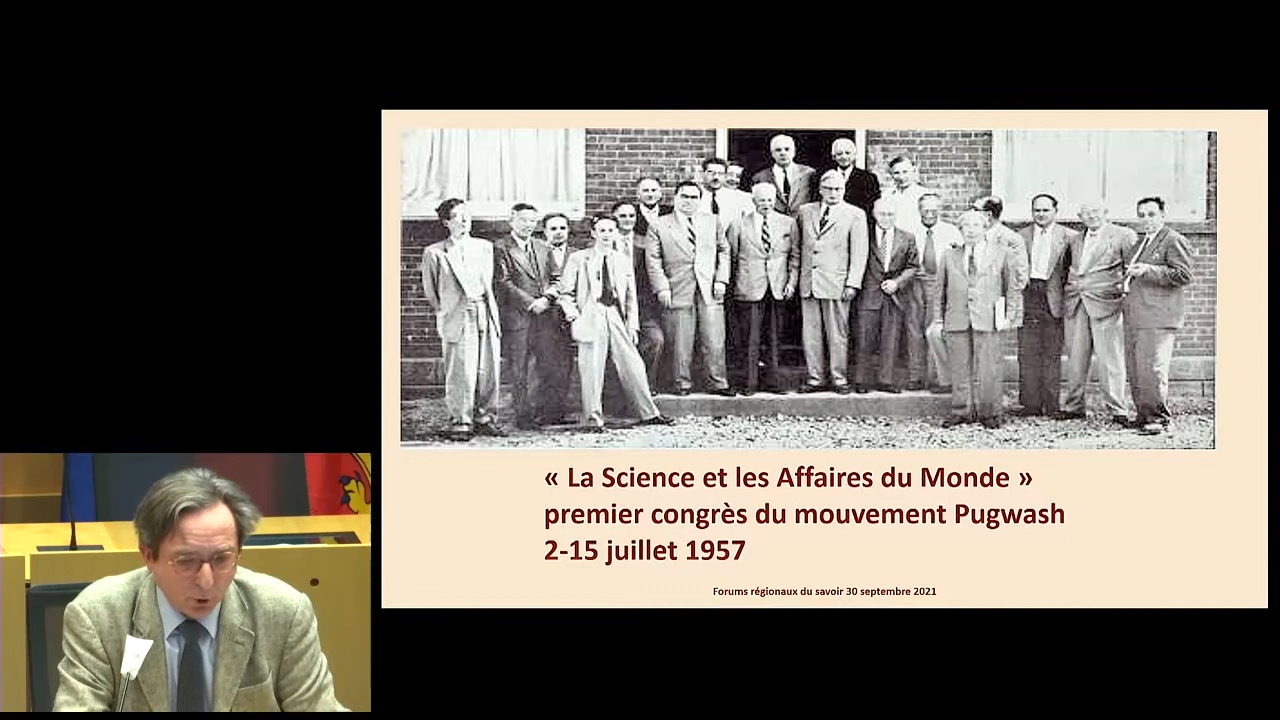 « La Science et les Affaires du Monde »
premier congrès du mouvement Pugwash
2-15 juillet 1957
Forums régionaux du savoir 30 septembre 2021